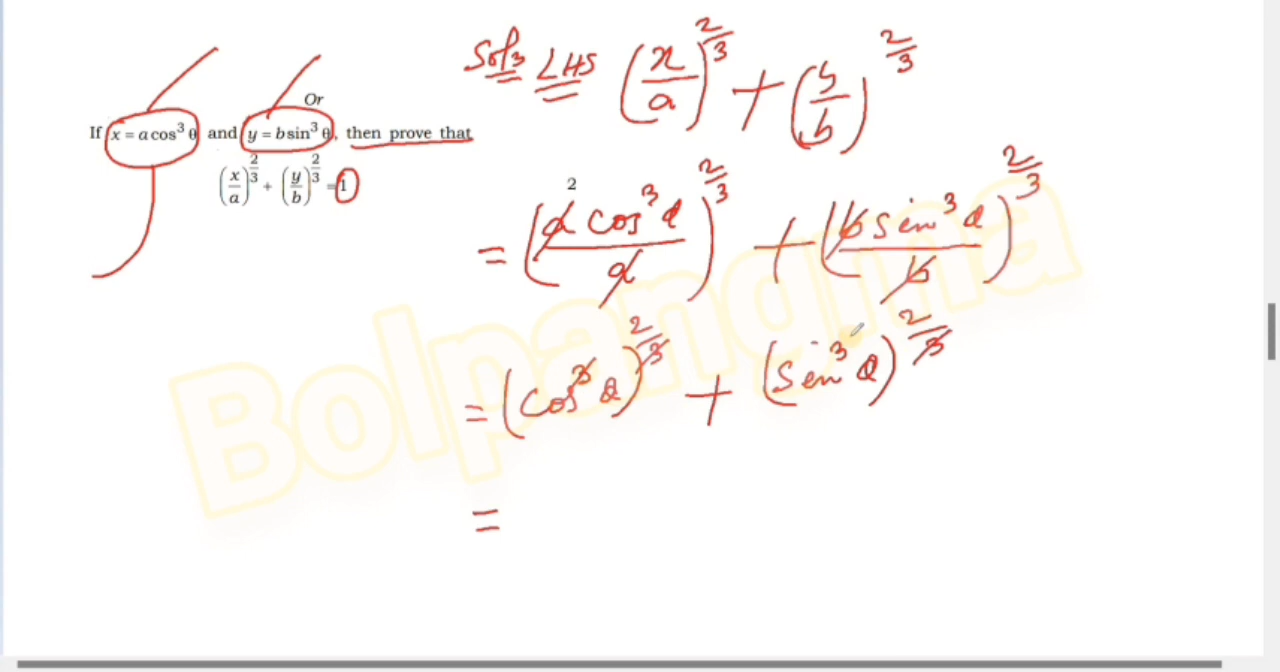 Or
If x = a cos³ θ and y = b sin³ θ, then prove that
(x/a)^(2/3) + (y/b)^(2/3) = 1
2
Sol> LHS (x/a)^(2/3) + (y/b)^(2/3)
= (a cos³ θ / a)^(2/3) + (b sin³ θ / b)^(2/3)
= (cos³ θ)^(2/3) + (sin³ θ)^(2/3)
=
Bolpandina